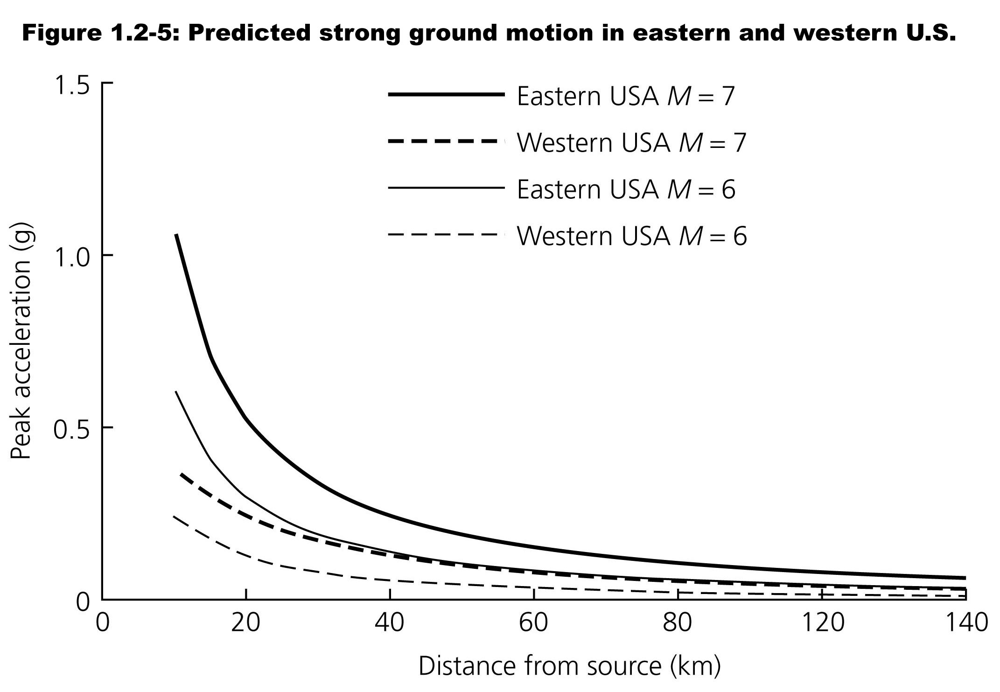 Figure 1.2-5: Predicted strong ground motion in eastern and western U.S.
1.5
Eastern USA M = 7
Western USA M = 7
Eastern USA M = 6
Western USA M = 6
1.0
0.5
0
Peak acceleration (g)
0 20 40 60 80 120 140
Distance from source (km)